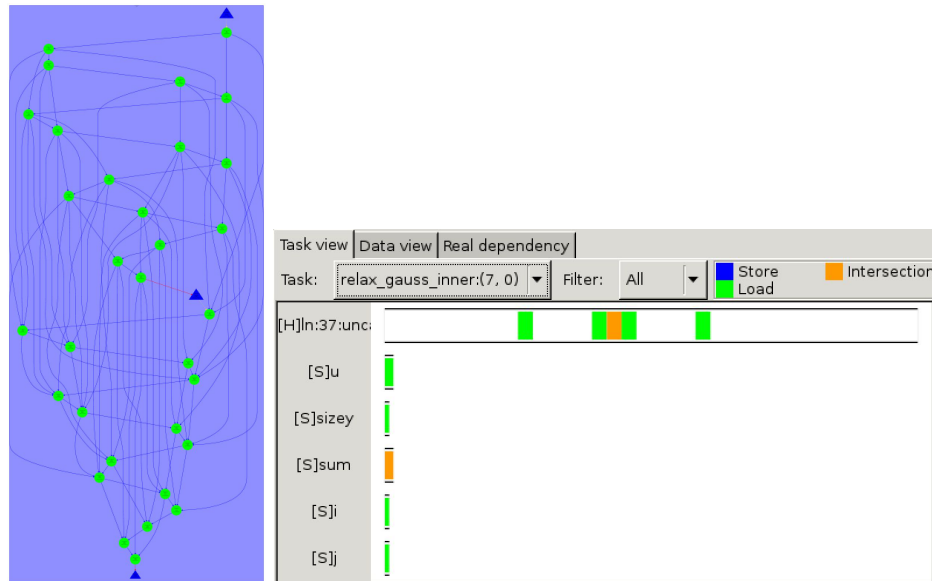 Task view Data view Real dependency
Task: relax_gauss_inner:(7, 0) Filter: All Store Intersection
Load
[H]ln:37:unca
[S]u
[S]sizey
[S]sum
[S]i
[S]j